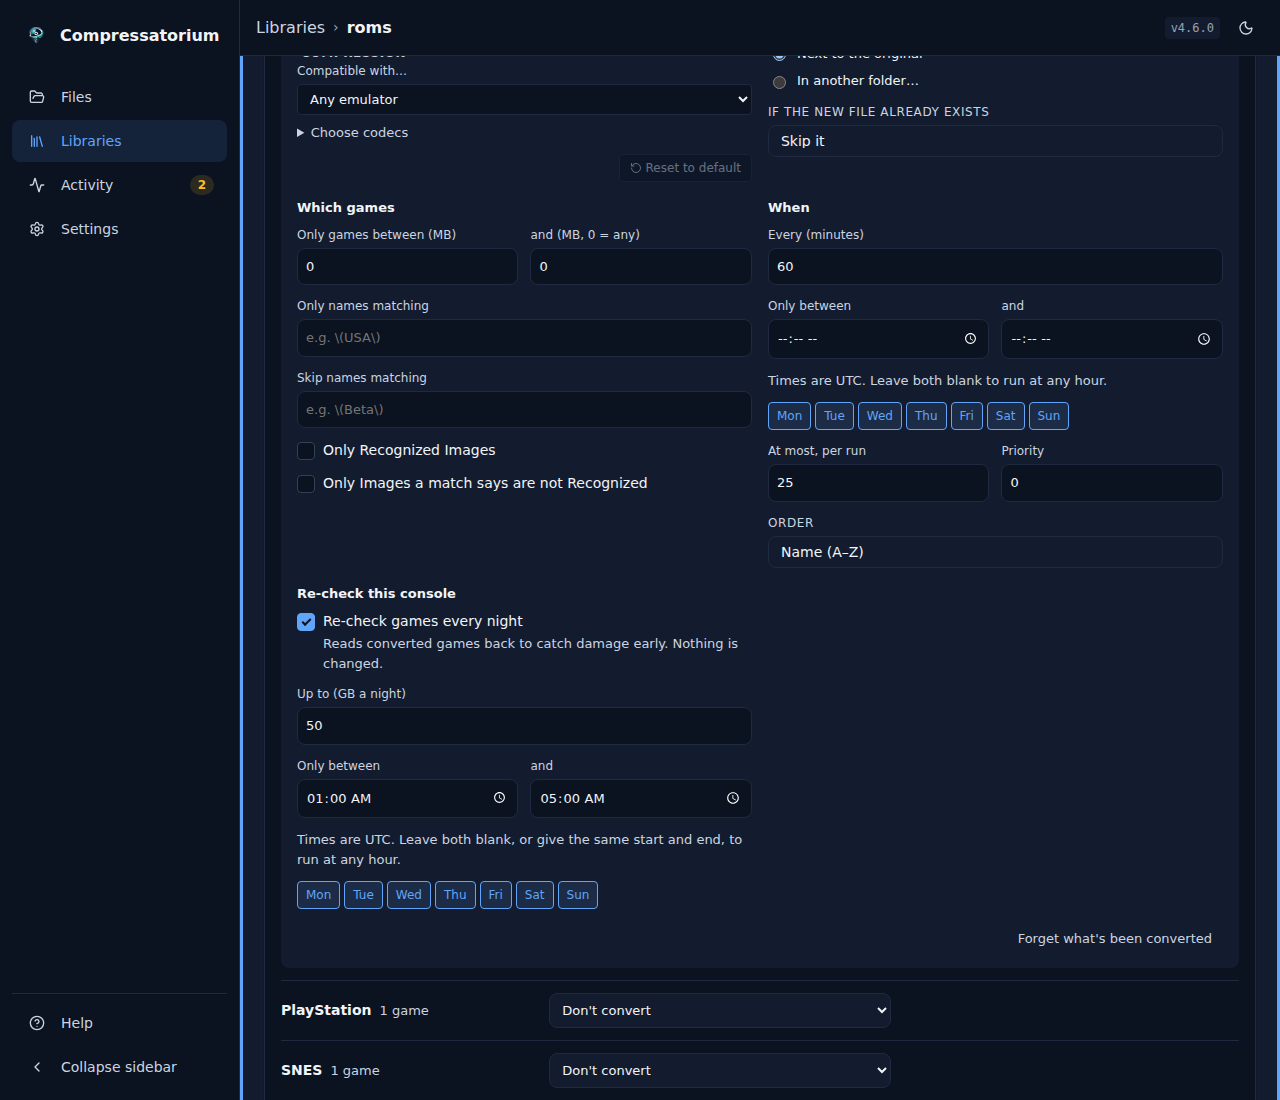 Compressatorium
Libraries › roms
v4.6.0
Files
Libraries
Activity 2
Settings
Help
Collapse sidebar
Compatible with...
Any emulator
Choose codecs
Reset to default
Next to the original
In another folder...
IF THE NEW FILE ALREADY EXISTS
Skip it
Which games
Only games between (MB)
and (MB, 0 = any)
0
0
Only names matching
e.g. \(USA\)
Skip names matching
e.g. \(Beta\)
Only Recognized Images
Only Images a match says are not Recognized
When
Every (minutes)
60
Only between
and
--:-- --
--:-- --
Times are UTC. Leave both blank to run at any hour.
Mon Tue Wed Thu Fri Sat Sun
At most, per run
Priority
25
0
ORDER
Name (A–Z)
Re-check this console
Re-check games every night
Reads converted games back to catch damage early. Nothing is
changed.
Up to (GB a night)
50
Only between
and
01:00 AM
05:00 AM
Times are UTC. Leave both blank, or give the same start and end, to
run at any hour.
Mon Tue Wed Thu Fri Sat Sun
Forget what's been converted
PlayStation 1 game
Don't convert
SNES 1 game
Don't convert